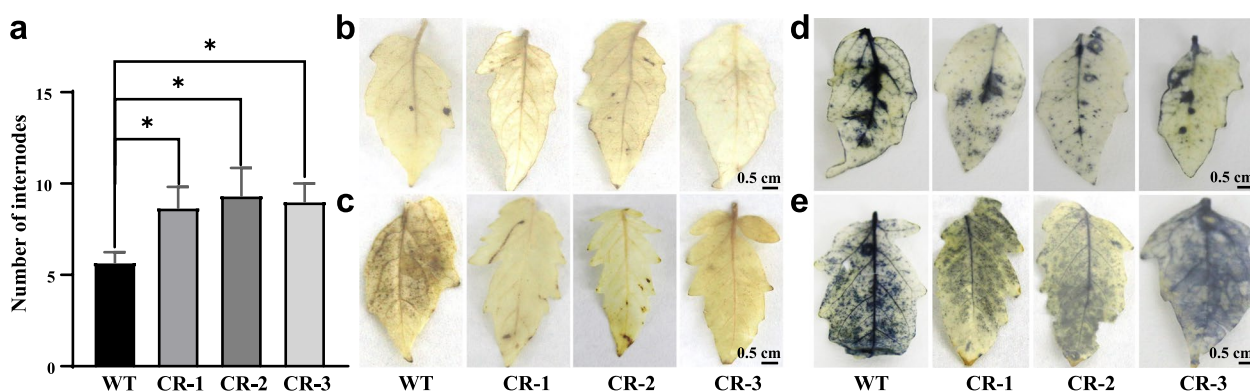 a
*
*
*
15
10
5
0
Number of internodes
WT CR-1 CR-2 CR-3
b
0.5 cm
c
0.5 cm
WT CR-1 CR-2 CR-3
d
0.5 cm
e
0.5 cm
WT CR-1 CR-2 CR-3